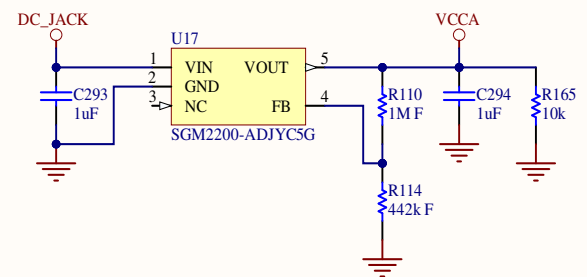 DC_JACK
VCCA
U17
1
VIN
VOUT
5
2
GND
3
NC
FB
4
SGM2200-ADJYC5G
C293
1uF
R110
1M F
C294
1uF
R165
10k
R114
442k F